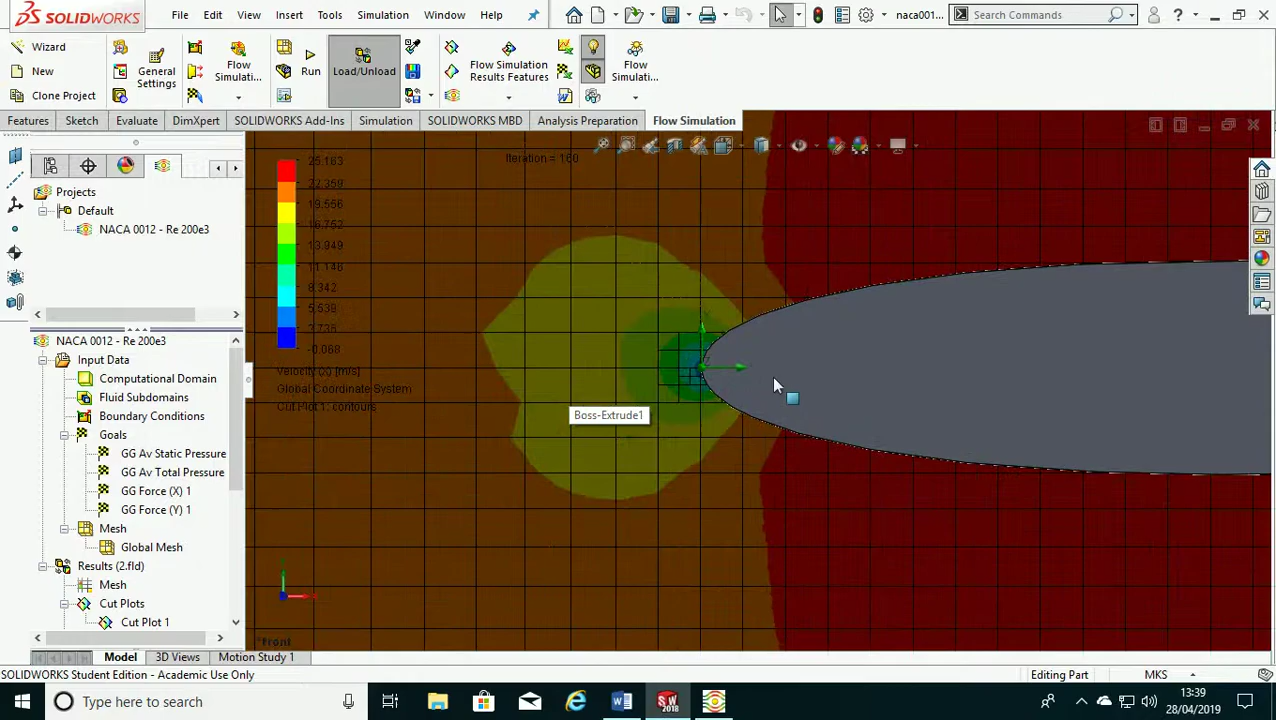 SOLIDWORKS File Edit View Insert Tools Simulation Window Help naca001... Search Commands
Wizard
New
Clone Project
General Settings
Flow Simulati...
Run
Load/Unload
Flow Simulation Results Features
Flow Simulati...
Features Sketch Evaluate DimXpert SOLIDWORKS Add-Ins Simulation SOLIDWORKS MBD Analysis Preparation Flow Simulation
Projects
Default
NACA 0012 - Re 200e3
NACA 0012 - Re 200e3
Input Data
Computational Domain
Fluid Subdomains
Boundary Conditions
Goals
GG Av Static Pressure
GG Av Total Pressure
GG Force (X) 1
GG Force (Y) 1
Mesh
Global Mesh
Results (2.fld)
Mesh
Cut Plots
Cut Plot 1
Iteration = 160
25.163
22.359
19.556
16.752
13.949
11.146
8.342
5.538
2.735
-0.068
Velocity (X) [m/s]
Global Coordinate System
Cut Plot 1: contours
Boss-Extrude1
*Front
Model 3D Views Motion Study 1
SOLIDWORKS Student Edition - Academic Use Only Editing Part MKS
Type here to search 13:39
28/04/2019